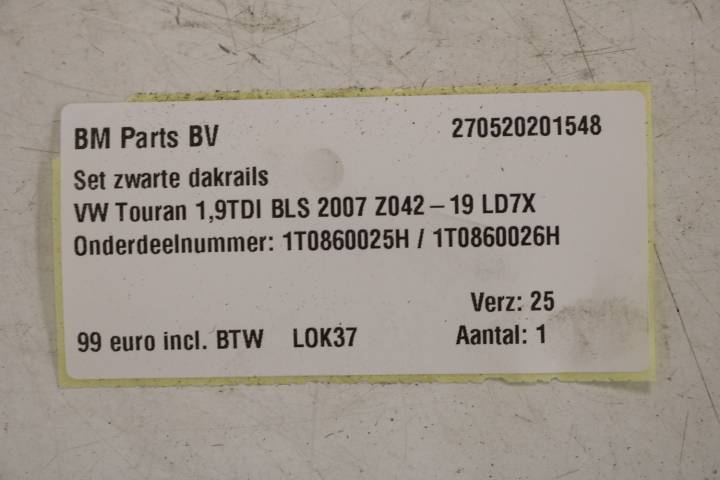 BM Parts BV 270520201548
Set zwarte dakrails
VW Touran 1,9TDI BLS 2007 Z042 – 19 LD7X
Onderdeelnummer: 1T0860025H / 1T0860026H
Verz: 25
99 euro incl. BTW LOK37 Aantal: 1